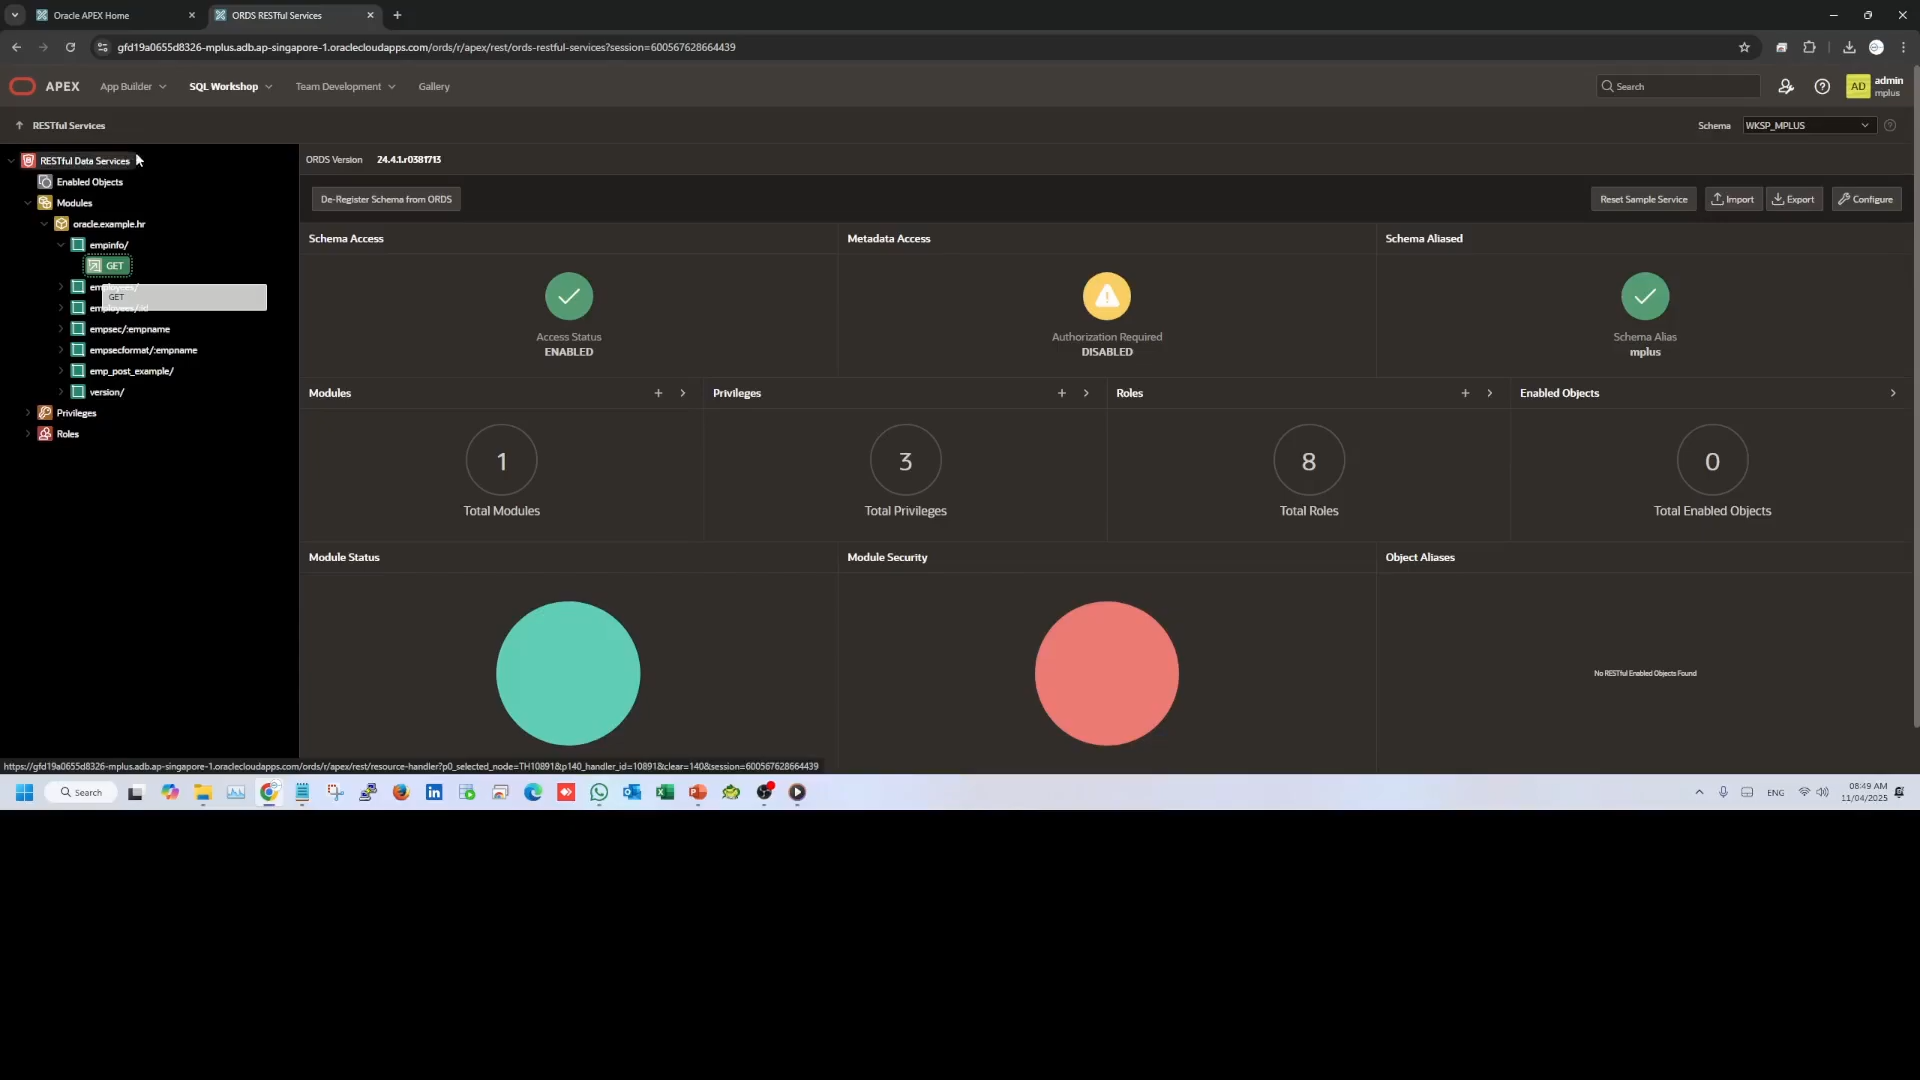 Oracle APEX Home
ORDS RESTful Services
gfd19a0655d8326-mplus.adb.ap-singapore-1.oraclecloudapps.com/ords/r/apex/rest/ords-restful-services?session=600567628664439
APEX
App Builder
SQL Workshop
Team Development
Gallery
Search
AD
admin
mplus
RESTful Services
Schema
WKSP_MPLUS
RESTful Data Services
Enabled Objects
Modules
oracle.example.hr
empinfo/
GET
employees/
GET
employees/:id
empsec/:empname
empsecformat/:empname
emp_post_example/
version/
Privileges
Roles
ORDS Version 24.4.1.r0381713
De-Register Schema from ORDS
Reset Sample Service
Import
Export
Configure
Schema Access
Metadata Access
Schema Aliased
Access Status
ENABLED
Authorization Required
DISABLED
Schema Alias
mplus
Modules
Privileges
Roles
Enabled Objects
1
Total Modules
3
Total Privileges
8
Total Roles
0
Total Enabled Objects
Module Status
Module Security
Object Aliases
No RESTful Enabled Objects Found
https://gfd19a0655d8326-mplus.adb.ap-singapore-1.oraclecloudapps.com/ords/r/apex/rest/resource-handler?p0_selected_node=TH10891&p140_handler_id=10891&clear=140&session=600567628664439
Search
ENG
08:49 AM
11/04/2025